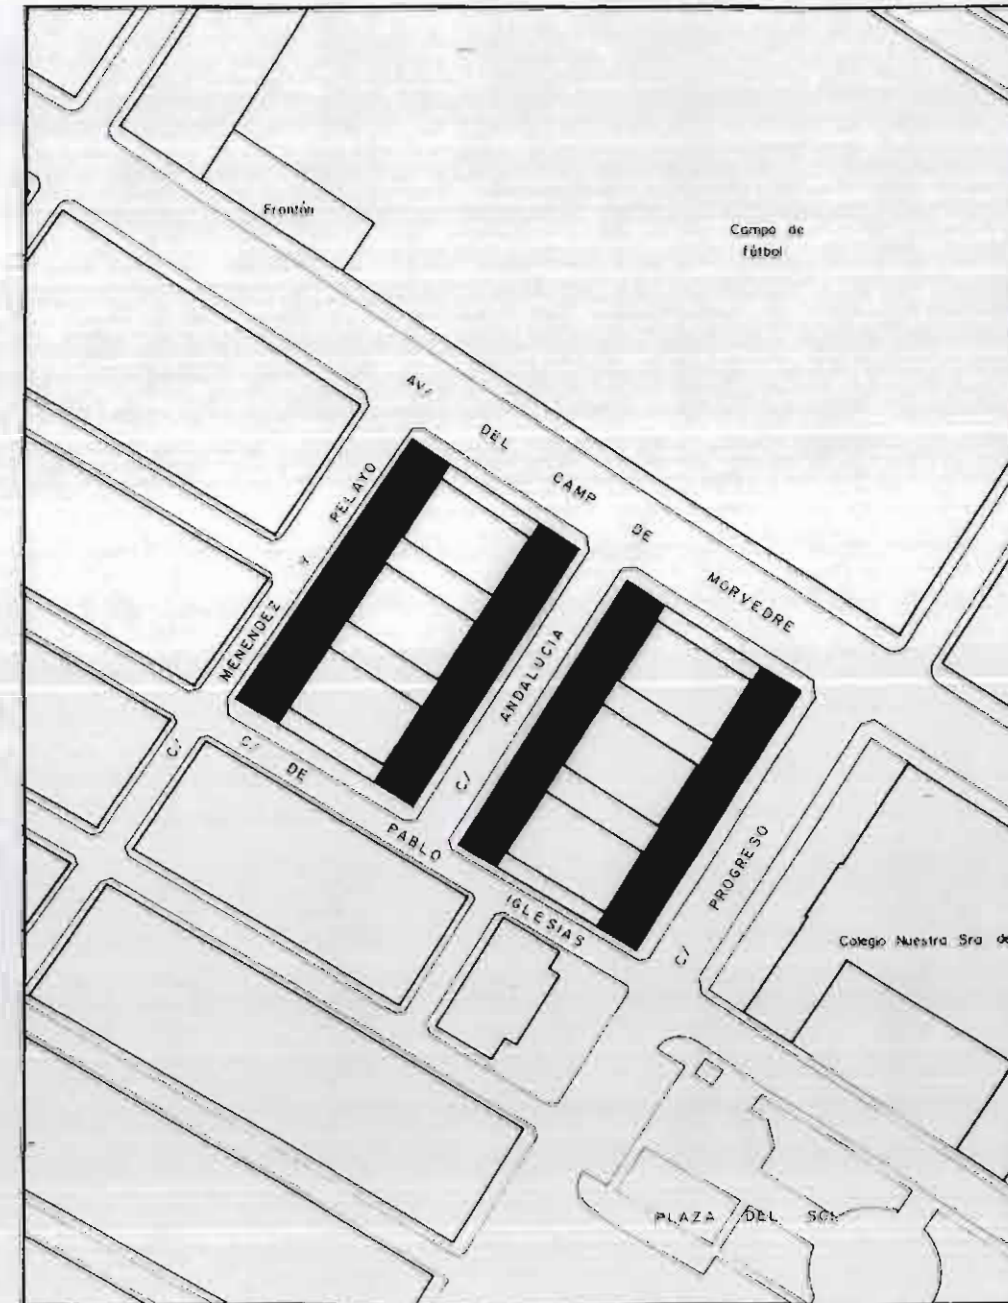 Frontón
Campo de
fútbol
AV/ DEL CAMP DE MORVEDRE
C/ MENENDEZ Y PELAYO
C/ ANDALUCIA
C/ DE PABLO IGLESIAS
C/ PROGRESO
Colegio Nuestra Sra de
PLAZA DEL SOL